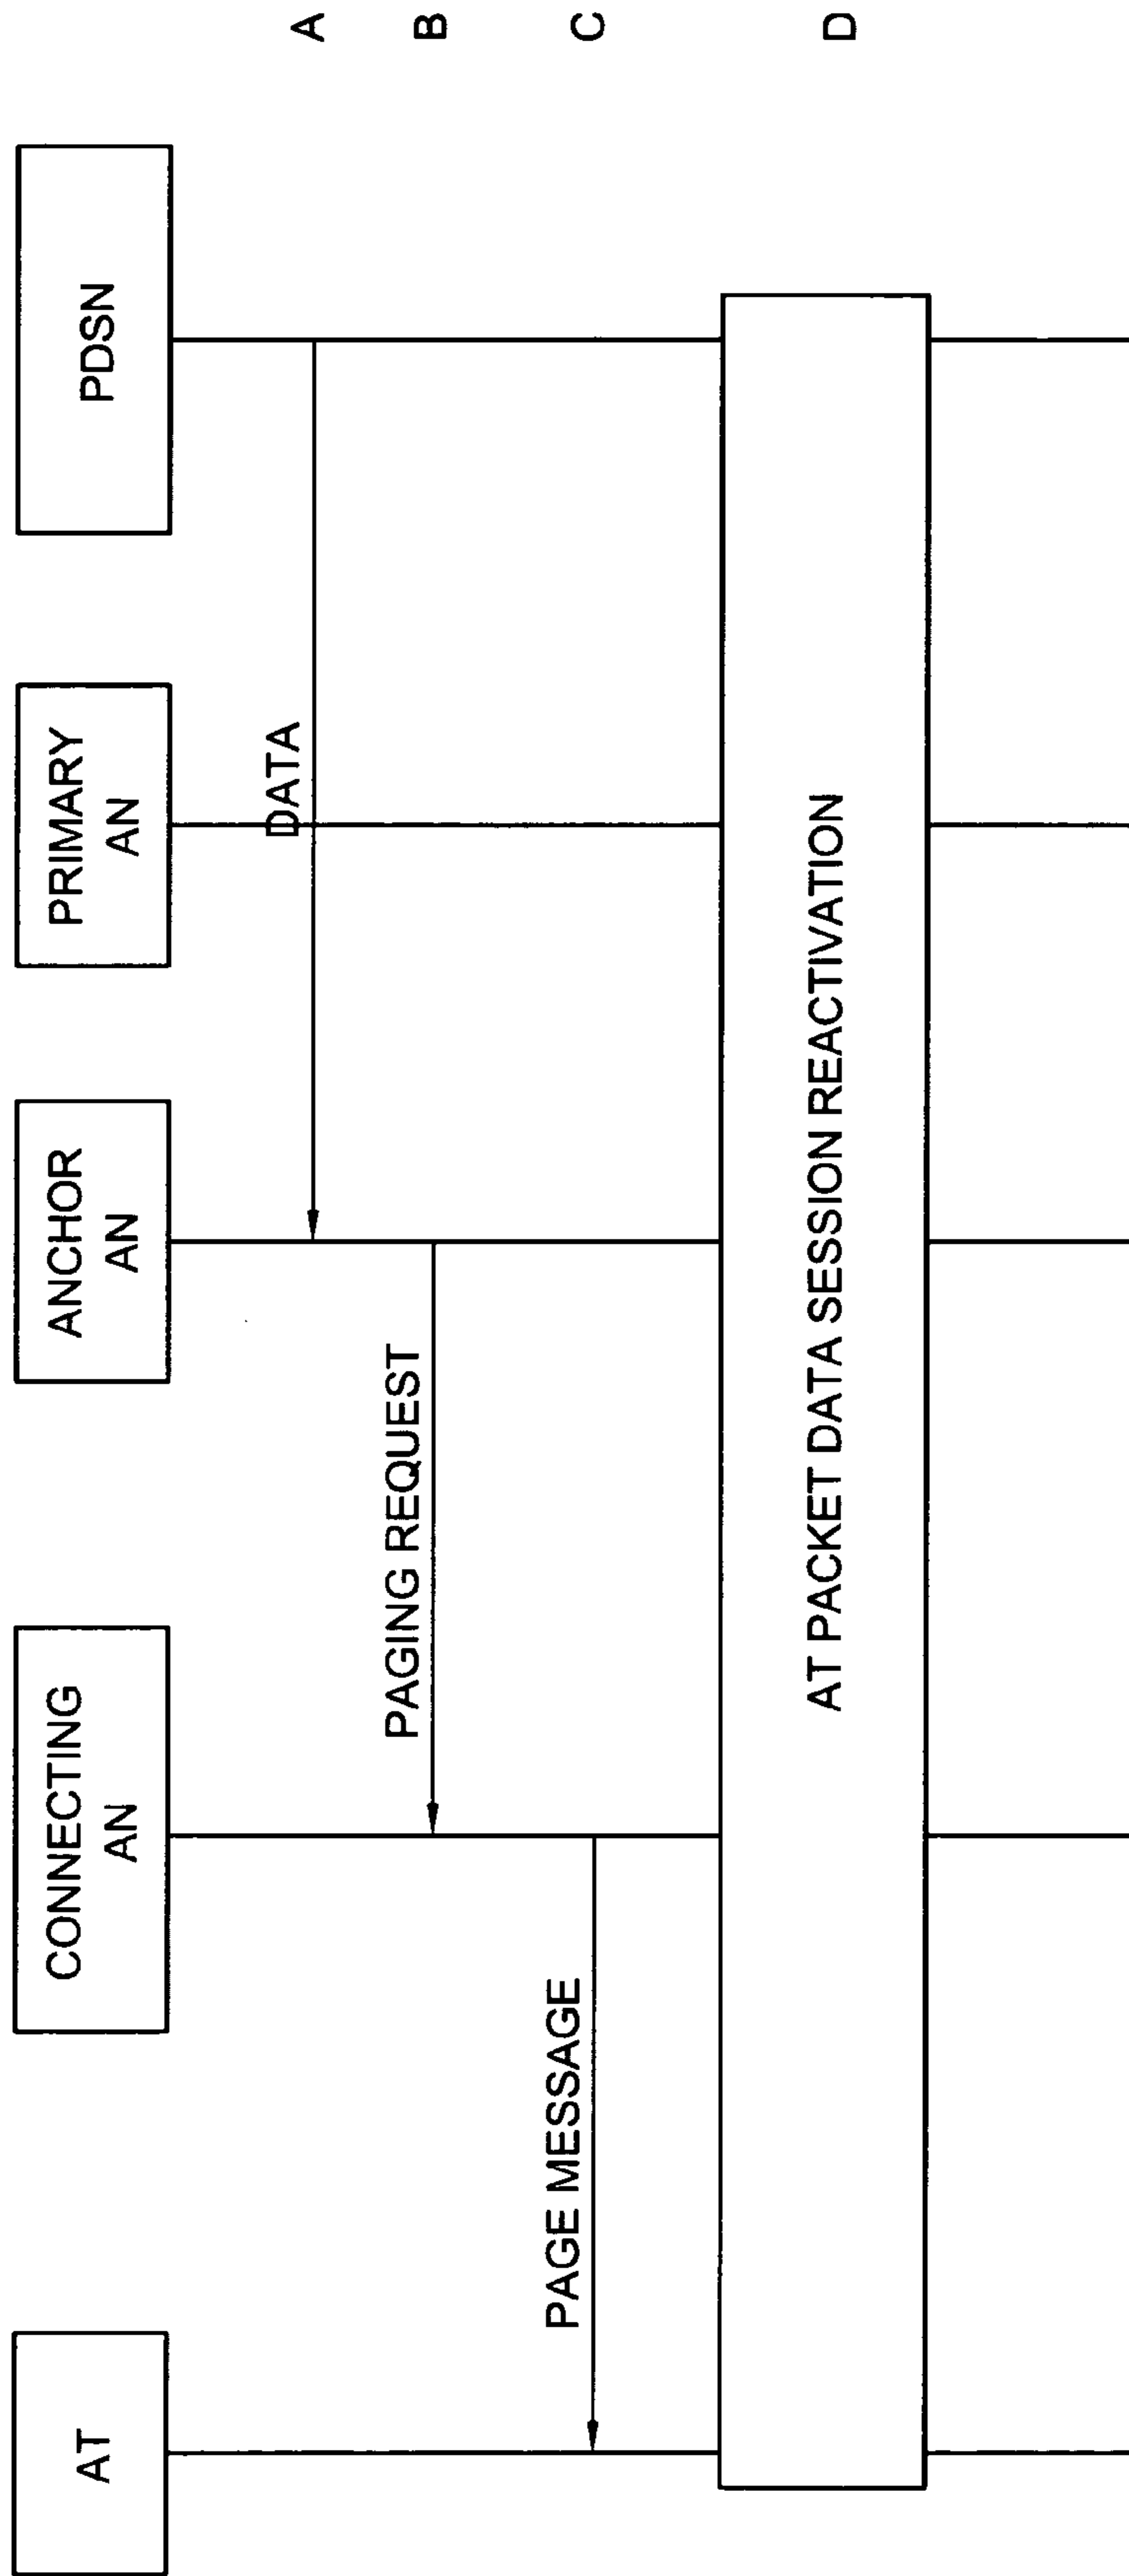 AT
CONNECTING
AN
ANCHOR
AN
PRIMARY
AN
PDSN
DATA
A
PAGING REQUEST
B
PAGE MESSAGE
C
AT PACKET DATA SESSION REACTIVATION
D